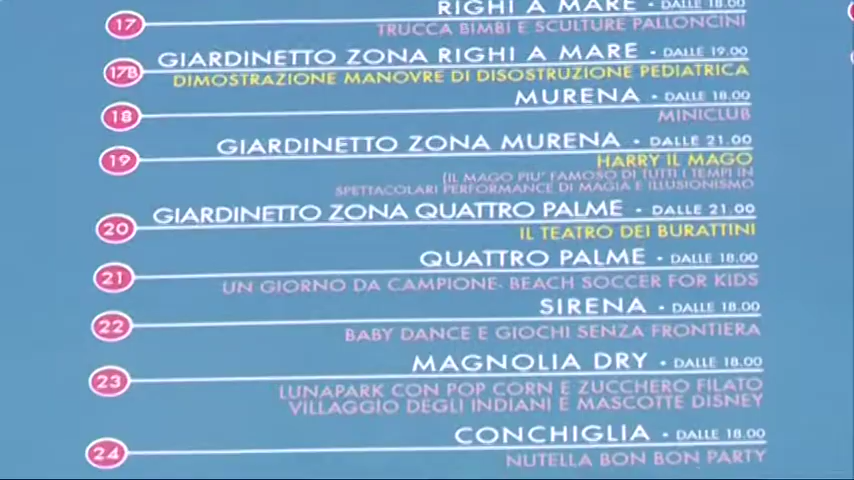 RIGHI A MARE • DALLE 18.00
17
TRUCCA BIMBI E SCULTURE PALLONCINI
GIARDINETTO ZONA RIGHI A MARE • DALLE 19.00
17B
DIMOSTRAZIONE MANOVRE DI DISOSTRUZIONE PEDIATRICA
MURENA • DALLE 18.00
18
MINICLUB
GIARDINETTO ZONA MURENA • DALLE 21.00
19
HARRY IL MAGO
(IL MAGO PIU' FAMOSO DI TUTTI I TEMPI IN
SPETTACOLARI PERFORMANCE DI MAGIA E ILLUSIONISMO
GIARDINETTO ZONA QUATTRO PALME • DALLE 21.00
20
IL TEATRO DEI BURATTINI
QUATTRO PALME • DALLE 18.00
21
UN GIORNO DA CAMPIONE- BEACH SOCCER FOR KIDS
SIRENA • DALLE 18.00
22
BABY DANCE E GIOCHI SENZA FRONTIERA
MAGNOLIA DRY • DALLE 18.00
23
LUNAPARK CON POP CORN E ZUCCHERO FILATO
VILLAGGIO DEGLI INDIANI E MASCOTTE DISNEY
CONCHIGLIA • DALLE 18.00
24
NUTELLA BON BON PARTY